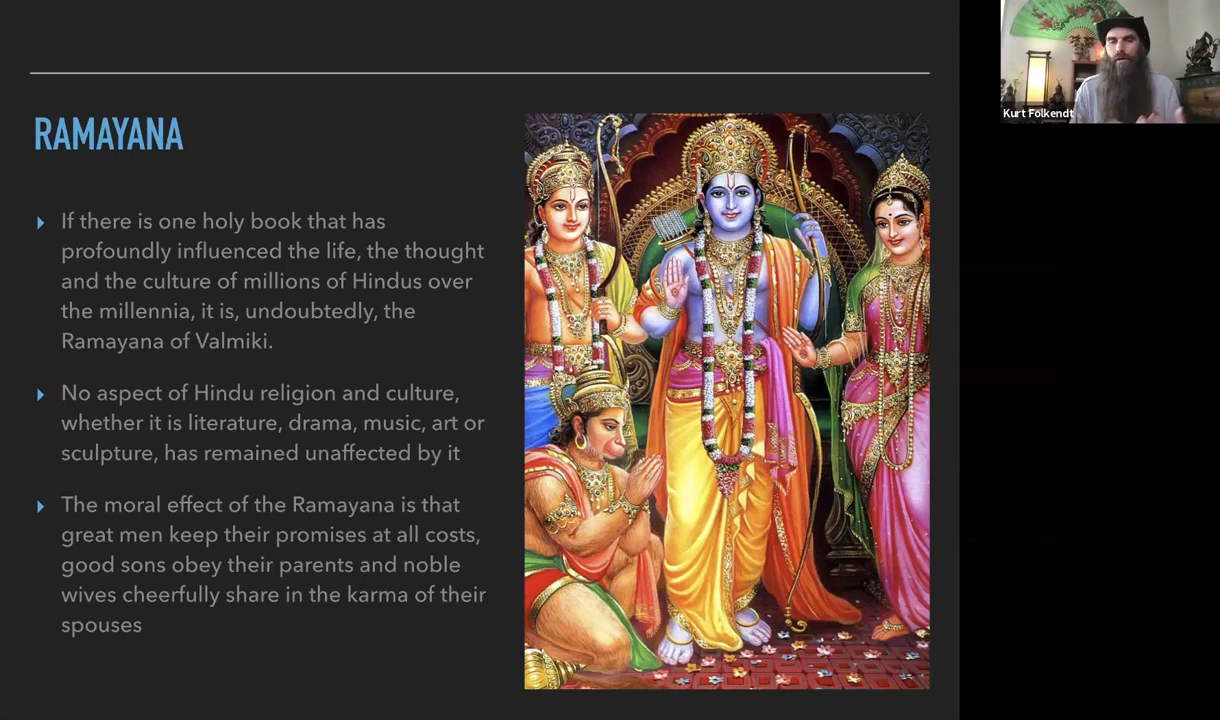 RAMAYANA
If there is one holy book that has
profoundly influenced the life, the thought
and the culture of millions of Hindus over
the millennia, it is, undoubtedly, the
Ramayana of Valmiki.
No aspect of Hindu religion and culture,
whether it is literature, drama, music, art or
sculpture, has remained unaffected by it
The moral effect of the Ramayana is that
great men keep their promises at all costs,
good sons obey their parents and noble
wives cheerfully share in the karma of their
spouses
Kurt Folkendt